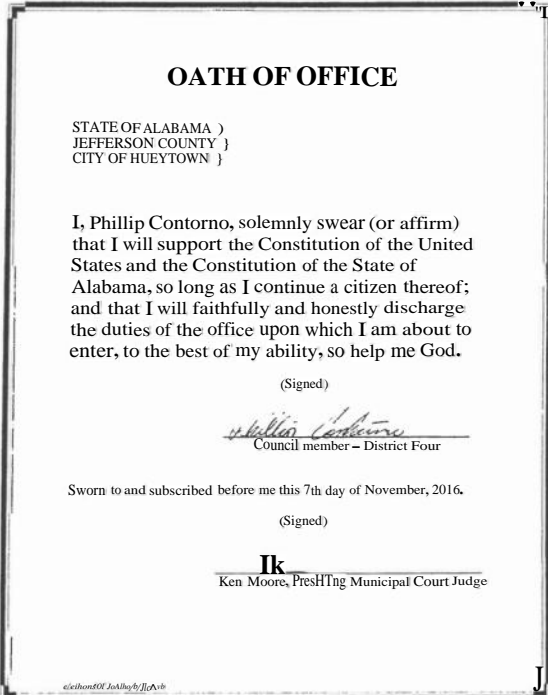 OATH OF OFFICE
STATE OF ALABAMA )
JEFFERSON COUNTY }
CITY OF HUEYTOWN }
I, Phillip Contorno, solemnly swear (or affirm)
that I will support the Constitution of the United
States and the Constitution of the State of
Alabama, so long as I continue a citizen thereof;
and that I will faithfully and honestly discharge
the duties of the office upon which I am about to
enter, to the best of my ability, so help me God.
(Signed)
Phillip Contorno
Council member – District Four
Sworn to and subscribed before me this 7th day of November, 2016.
(Signed)
Ik
Ken Moore, PresHTng Municipal Court Judge
J